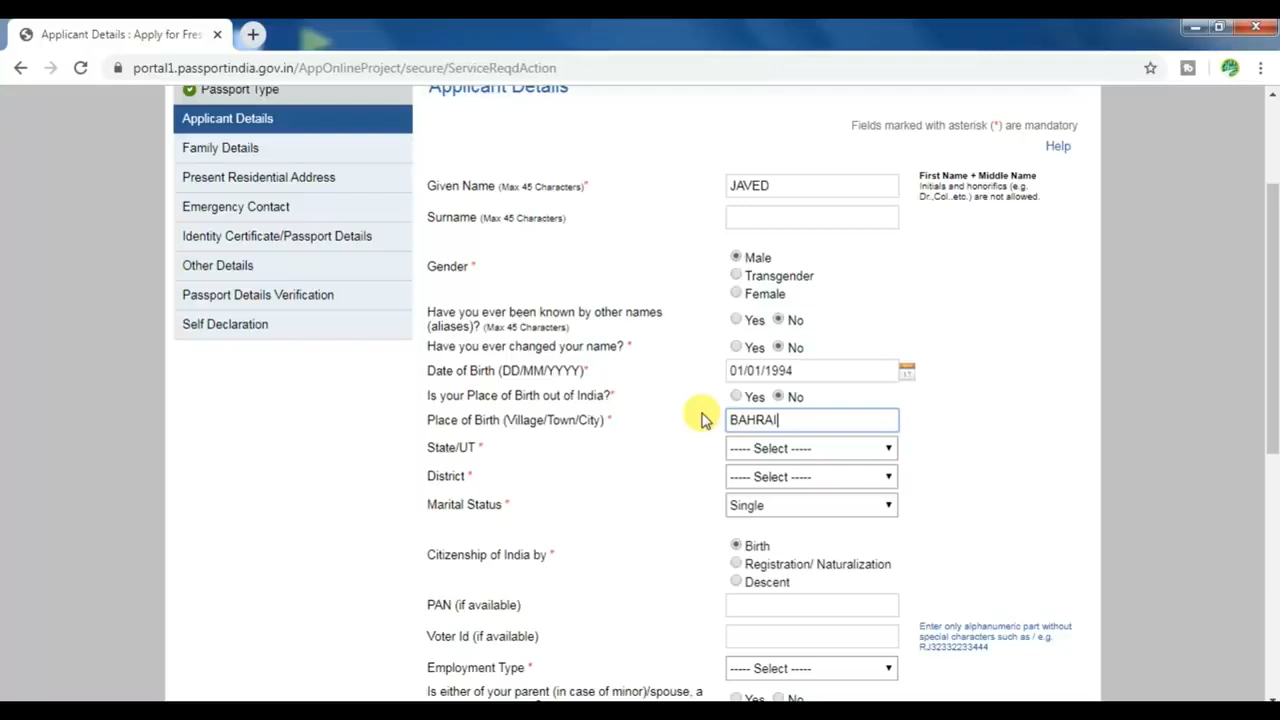 Applicant Details : Apply for Fres
portal1.passportindia.gov.in/AppOnlineProject/secure/ServiceReqdAction
Passport Type
Applicant Details
Family Details
Present Residential Address
Emergency Contact
Identity Certificate/Passport Details
Other Details
Passport Details Verification
Self Declaration
Applicant Details
Fields marked with asterisk (*) are mandatory
Help
Given Name (Max 45 Characters)* JAVED
First Name + Middle Name
Initials and honorifics (e.g.
Dr.,Col..etc.) are not allowed.
Surname (Max 45 Characters)
Gender * Male
Transgender
Female
Have you ever been known by other names
(aliases)? (Max 45 Characters) Yes No
Have you ever changed your name? * Yes No
Date of Birth (DD/MM/YYYY)* 01/01/1994
Is your Place of Birth out of India?* Yes No
Place of Birth (Village/Town/City) * BAHRAI
State/UT * ----- Select -----
District * ----- Select -----
Marital Status * Single
Citizenship of India by * Birth
Registration/ Naturalization
Descent
PAN (if available)
Voter Id (if available)
Enter only alphanumeric part without
special characters such as / e.g.
RJ32332233444
Employment Type * ----- Select -----
Is either of your parent (in case of minor)/spouse, a
Yes No